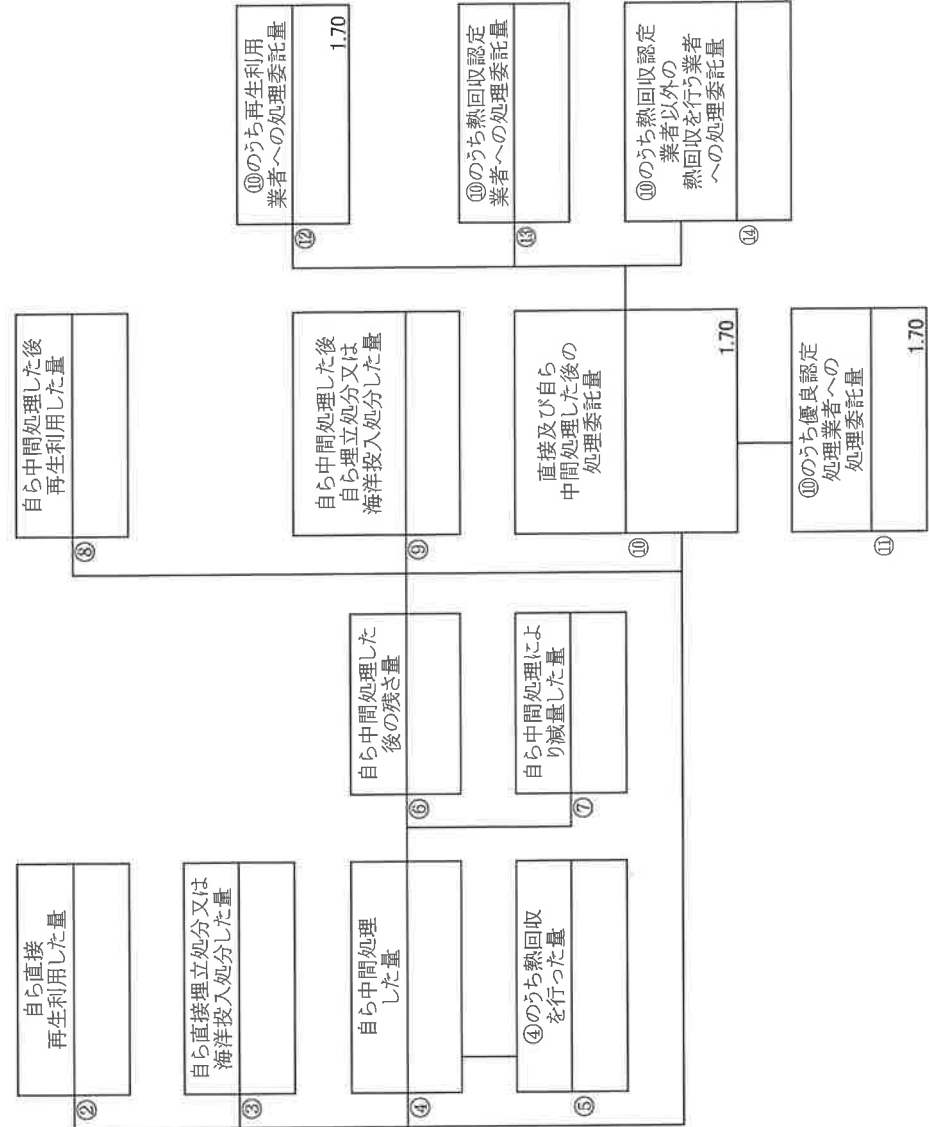 ②
自ら直接
再生利用した量
③
自ら直接埋立処分又は
海洋投入処分した量
④
自ら中間処理
した量
⑤
④のうち熱回収
を行った量
⑥
自ら中間処理した
後の残さ量
⑦
自ら中間処理によ
り減量した量
⑧
自ら中間処理した後
再生利用した量
⑨
自ら中間処理した後
自ら埋立処分又は
海洋投入処分した量
⑩
直接及び自ら
中間処理した後の
処理委託量
1.70
⑪
⑩のうち優良認定
処理業者への
処理委託量
1.70
⑫
⑩のうち再生利用
業者への処理委託量
1.70
⑬
⑩のうち熱回収認定
業者への処理委託量
⑭
⑩のうち熱回収認定
業者以外の
熱回収を行う業者
への処理委託量